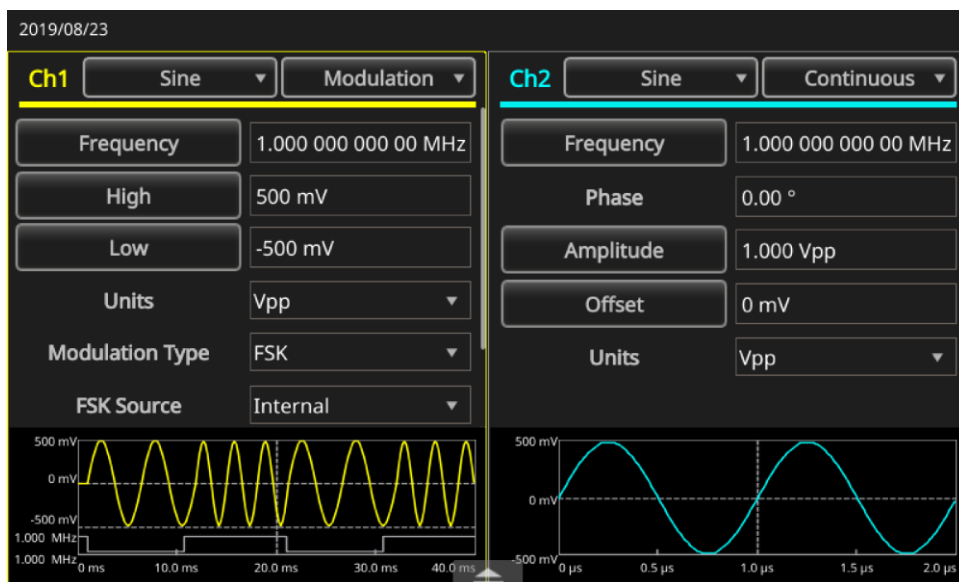 2019/08/23
Ch1 Sine Modulation
Frequency 1.000 000 000 00 MHz
High 500 mV
Low -500 mV
Units Vpp
Modulation Type FSK
FSK Source Internal
500 mV
0 mV
-500 mV
1.000 MHz
1.000 MHz
0 ms 10.0 ms 20.0 ms 30.0 ms 40.0 ms
Ch2 Sine Continuous
Frequency 1.000 000 000 00 MHz
Phase 0.00 °
Amplitude 1.000 Vpp
Offset 0 mV
Units Vpp
500 mV
0 mV
-500 mV
0 µs 0.5 µs 1.0 µs 1.5 µs 2.0 µs